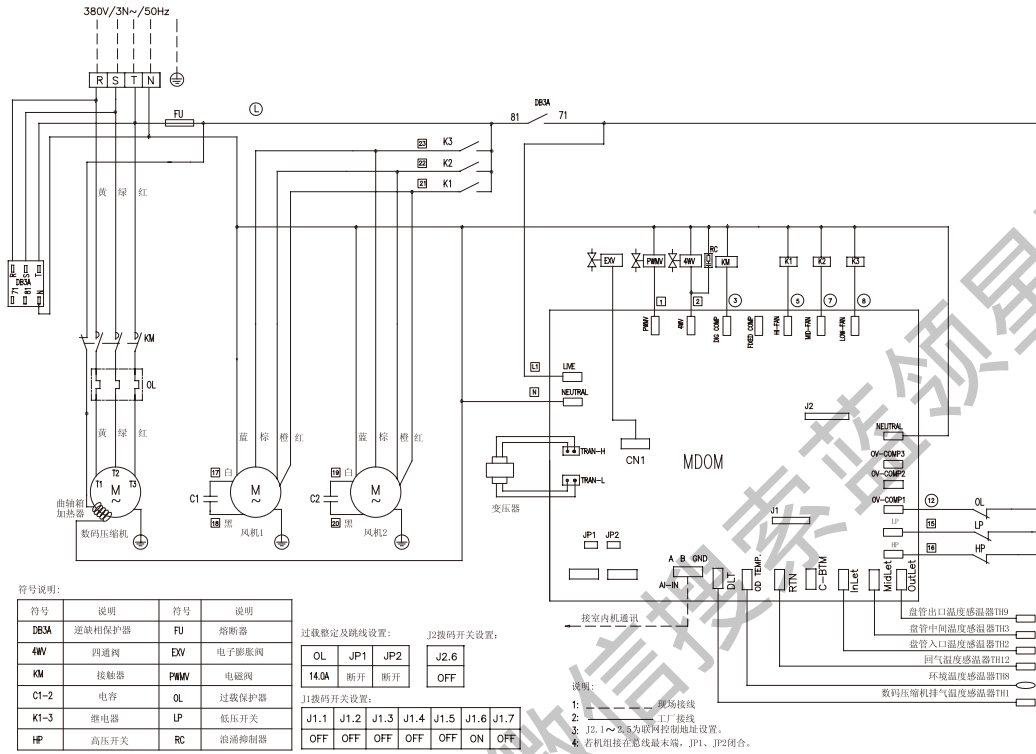 380V/3N~/50Hz
R S T N
FU
L
DB3A
81 71
23 K3
22 K2
21 K1
黄 绿 红
R S T
DB3A
71 81 N
KM
OL
黄 绿 红
T1 T2 T3
M
~
曲轴箱
加热器
数码压缩机
蓝 棕 橙 红
17 白
C1
18 黑
M
~
风机1
蓝 棕 橙 红
19 白
C2
20 黑
M
~
风机2
EXV PWMV 4WV RC KM K1 K2 K3
1 2 3 5 7 8
PWMV 4WV DIG COMP FIXED COMP HI-FAN MID-FAN LOW-FAN
L1 LIVE
N NEUTRAL
TRAN-H
TRAN-L
变压器
CN1
MDOM
J2
J1
NEUTRAL
OV-COMP3
OV-COMP2
OV-COMP1
LP
HP
12 OL
15 LP
16 HP
JP1 JP2
A B GND
AI-IN
DLT OD TEMP. RTN C-BTM InLet MidLet OutLet
接室内机通讯
盘管出口温度感温器TH9
盘管中间温度感温器TH3
盘管入口温度感温器TH2
回气温度感温器TH12
环境温度感温器TH8
数码压缩机排气温度感温器TH1
符号说明:
符号 说明 符号 说明
DB3A 逆缺相保护器 FU 熔断器
4WV 四通阀 EXV 电子膨胀阀
KM 接触器 PWMV 电磁阀
C1-2 电容 OL 过载保护器
K1-3 继电器 LP 低压开关
HP 高压开关 RC 浪涌抑制器
过载整定及跳线设置:
OL JP1 JP2
14.0A 断开 断开
J2拨码开关设置:
J2.6
OFF
J1拨码开关设置:
J1.1 J1.2 J1.3 J1.4 J1.5 J1.6 J1.7
OFF OFF OFF OFF OFF ON OFF
说明:
1: 现场接线
2: 工厂接线
3: J2.1～2.5为联网控制地址设置。
4: 若机组接在总线最末端，JP1、JP2闭合。
微信搜索蓝领星